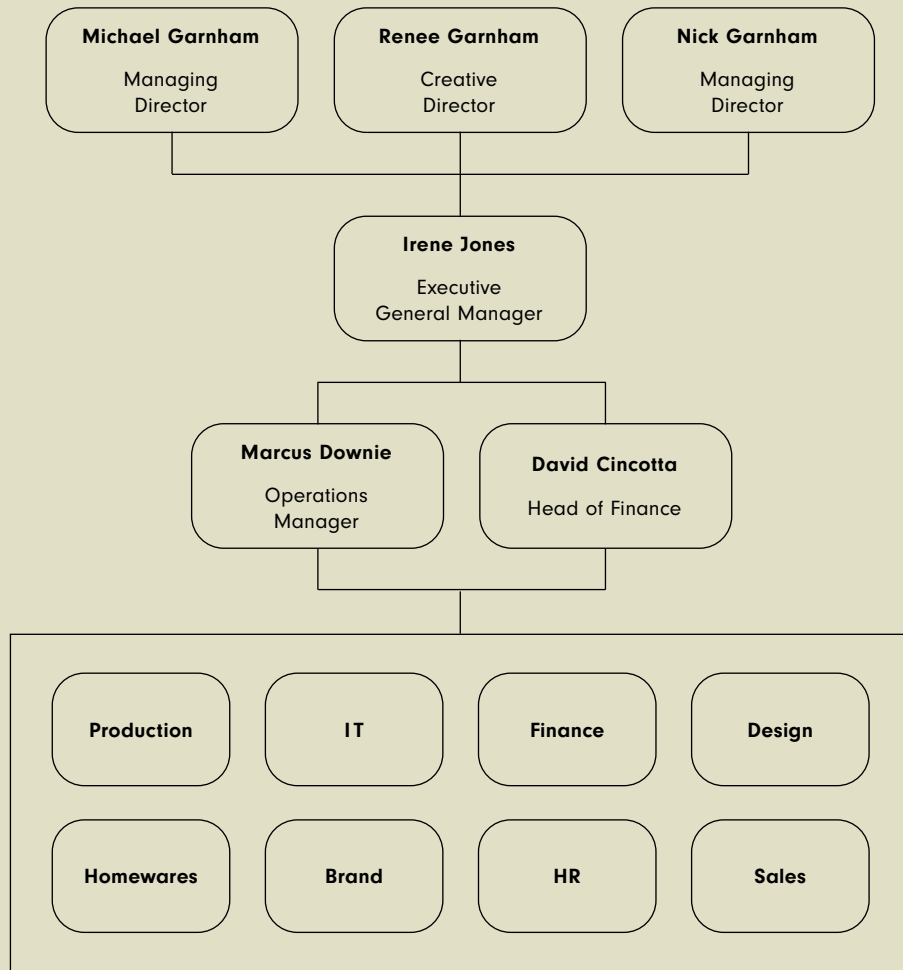 Michael Garnham
Managing
Director
Renee Garnham
Creative
Director
Nick Garnham
Managing
Director
Irene Jones
Executive
General Manager
Marcus Downie
Operations
Manager
David Cincotta
Head of Finance
Production
IT
Finance
Design
Homewares
Brand
HR
Sales